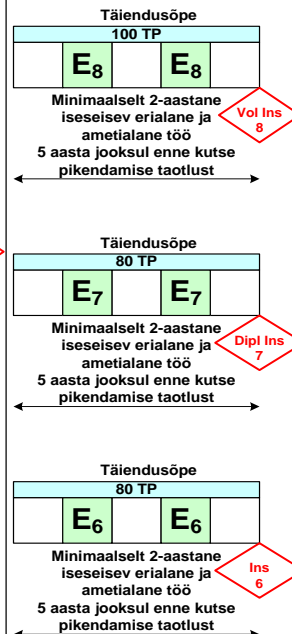 Täiendusõpe
100 TP
E8 E8
Minimaalselt 2-aastane
iseseisev erialane ja
ametialane töö
5 aasta jooksul enne kutse
pikendamise taotlust
Vol Ins
8
Täiendusõpe
80 TP
E7 E7
Minimaalselt 2-aastane
iseseisev erialane ja
ametialane töö
5 aasta jooksul enne kutse
pikendamise taotlust
Dipl Ins
7
Täiendusõpe
80 TP
E6 E6
Minimaalselt 2-aastane
iseseisev erialane ja
ametialane töö
5 aasta jooksul enne kutse
pikendamise taotlust
Ins
6